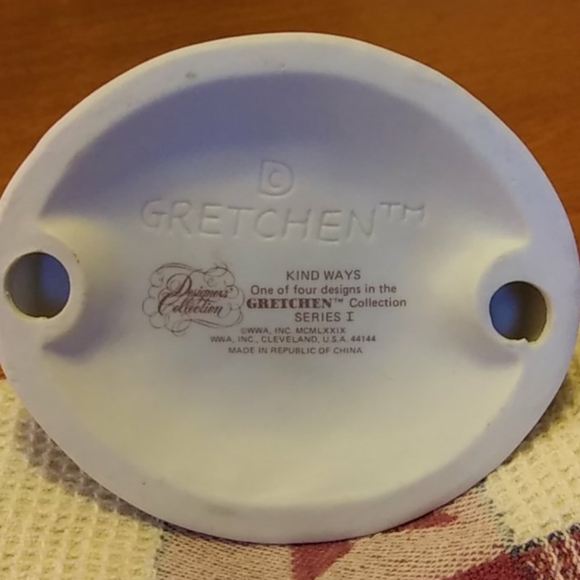 ©
GRETCHEN™
Designers'
Collection
KIND WAYS
One of four designs in the
GRETCHEN™ Collection
SERIES I
©WWA, INC. MCMLXXIX
WWA, INC., CLEVELAND, U.S.A. 44144
MADE IN REPUBLIC OF CHINA